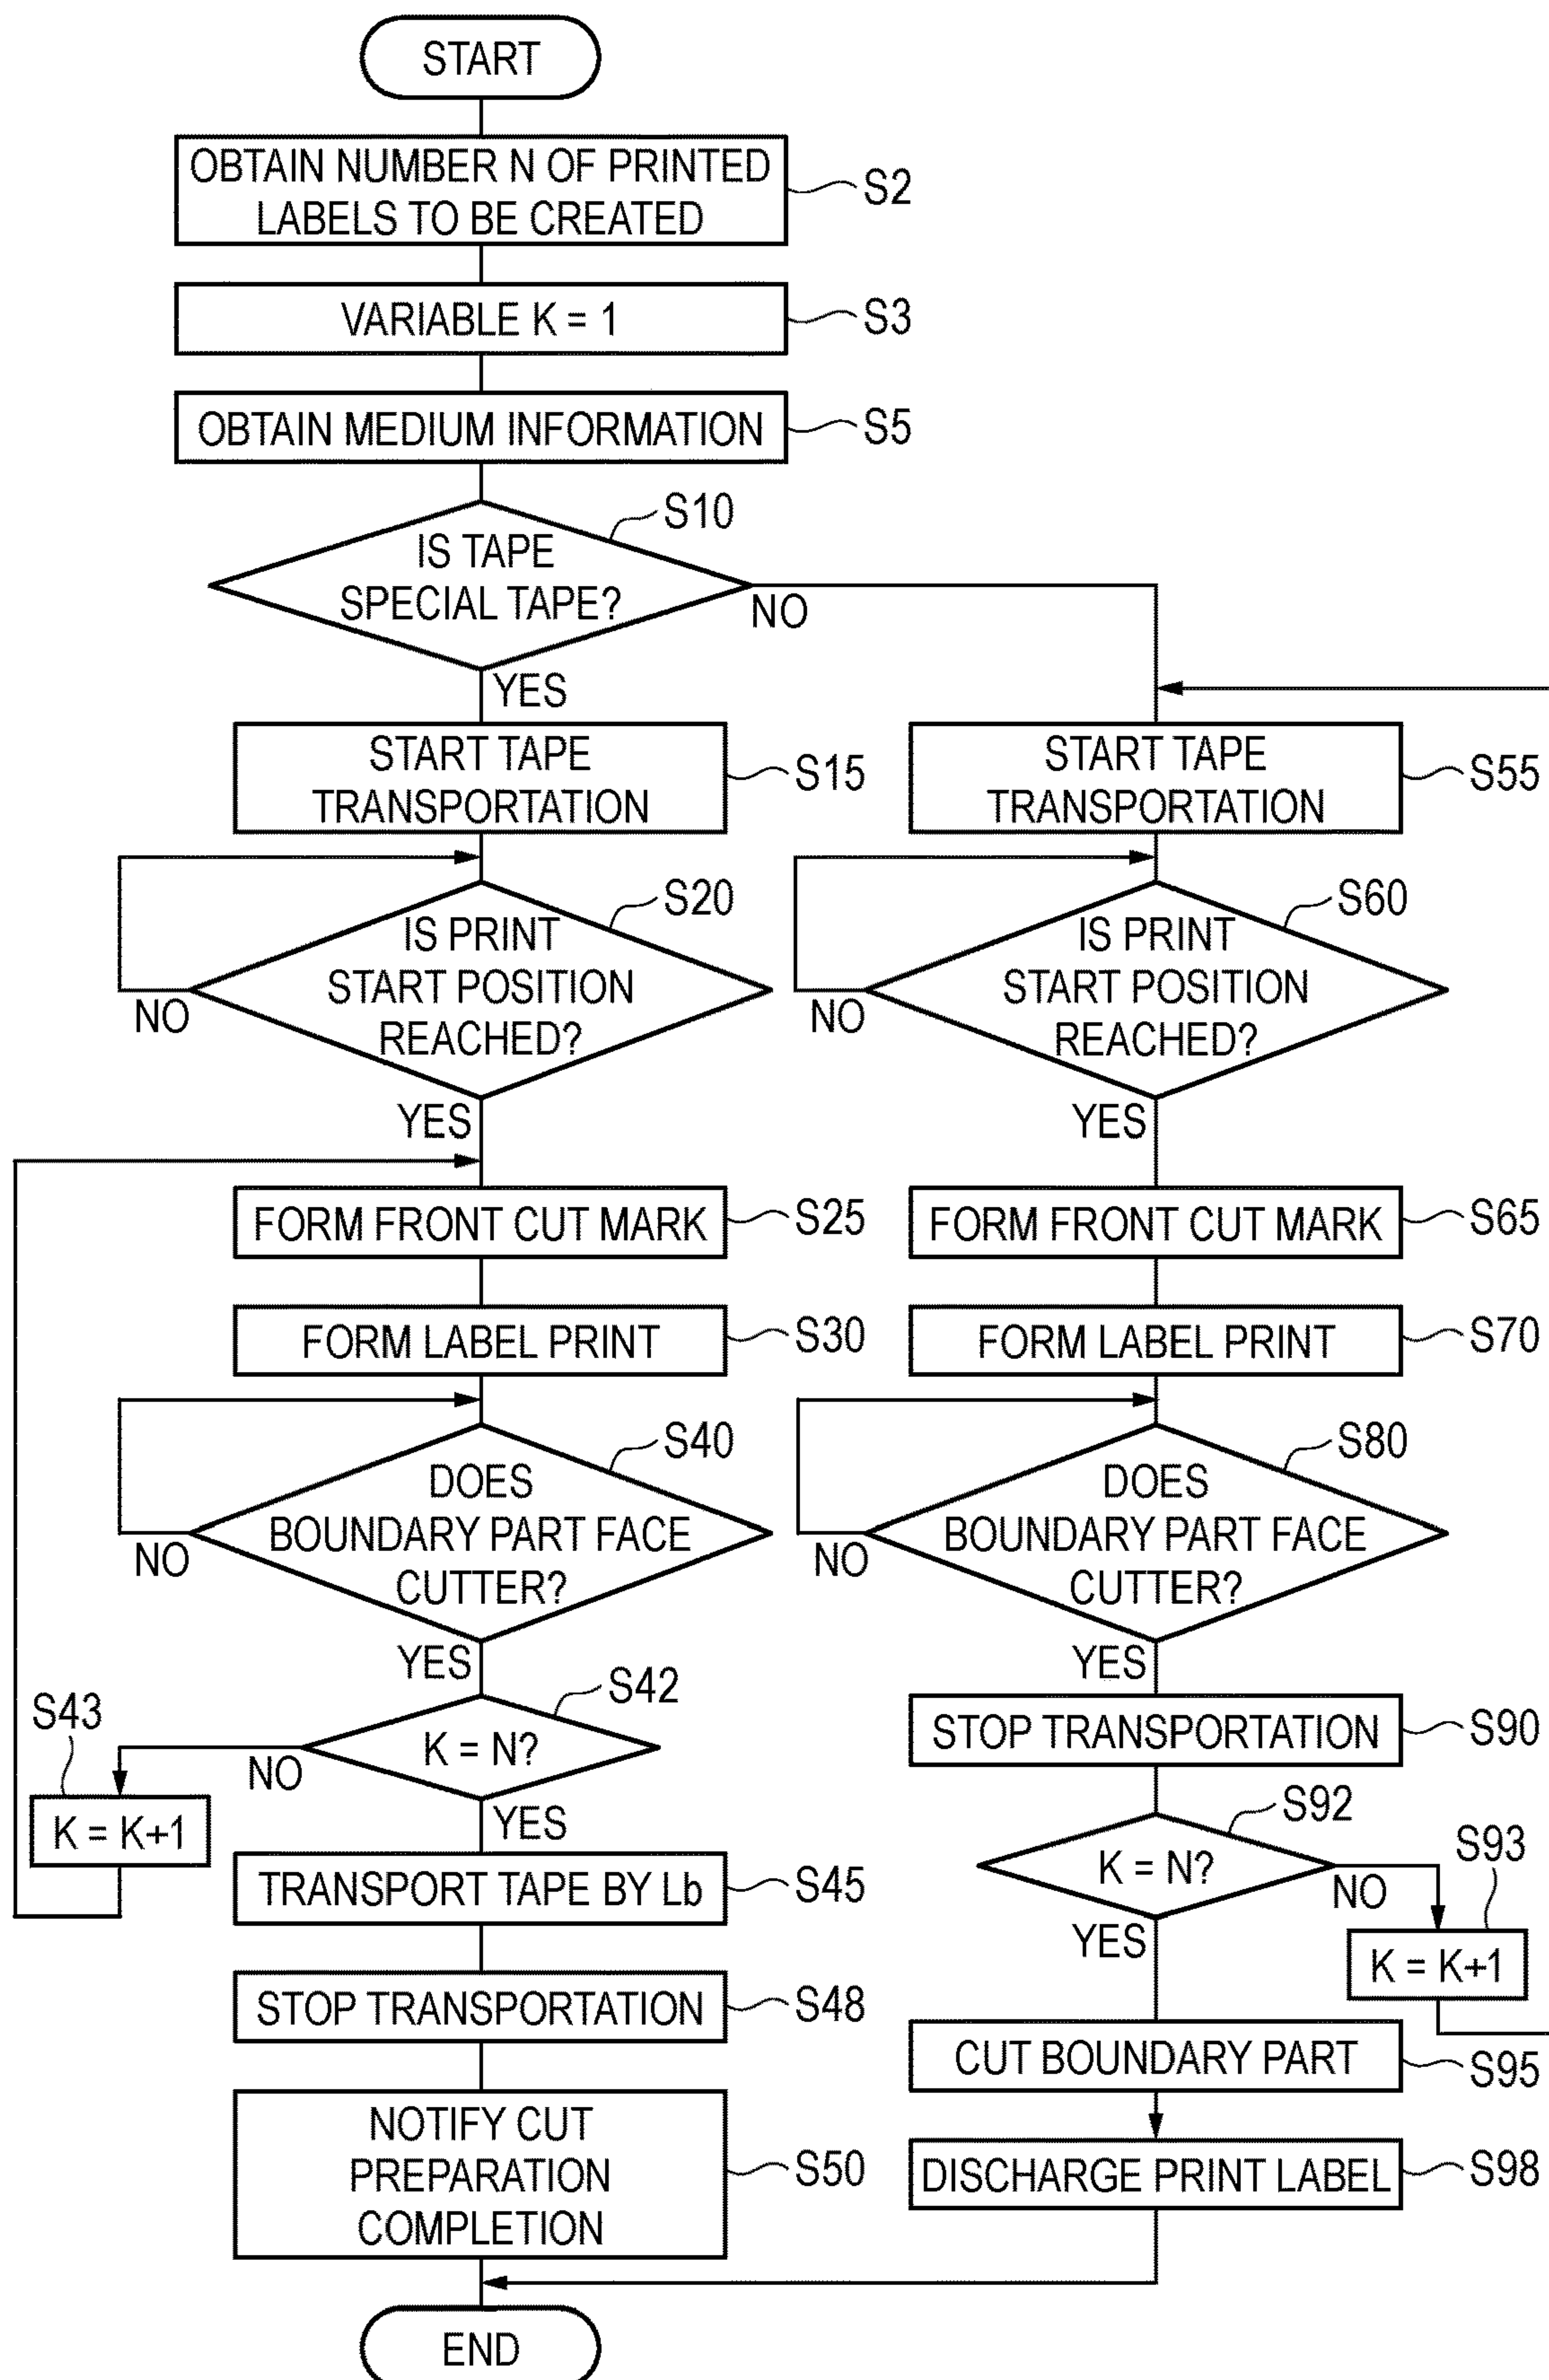 START
OBTAIN NUMBER N OF PRINTED
LABELS TO BE CREATED
S2
VARIABLE K = 1
S3
OBTAIN MEDIUM INFORMATION
S5
S10
IS TAPE
SPECIAL TAPE?
NO
YES
START TAPE
TRANSPORTATION
S15
S20
IS PRINT
START POSITION
REACHED?
NO
YES
FORM FRONT CUT MARK
S25
FORM LABEL PRINT
S30
S40
DOES
BOUNDARY PART FACE
CUTTER?
NO
YES
S42
K = N?
NO
S43
K = K+1
YES
TRANSPORT TAPE BY Lb
S45
STOP TRANSPORTATION
S48
NOTIFY CUT
PREPARATION
COMPLETION
S50
START TAPE
TRANSPORTATION
S55
S60
IS PRINT
START POSITION
REACHED?
NO
YES
FORM FRONT CUT MARK
S65
FORM LABEL PRINT
S70
S80
DOES
BOUNDARY PART FACE
CUTTER?
NO
YES
STOP TRANSPORTATION
S90
S92
K = N?
NO
S93
K = K+1
YES
CUT BOUNDARY PART
S95
DISCHARGE PRINT LABEL
S98
END